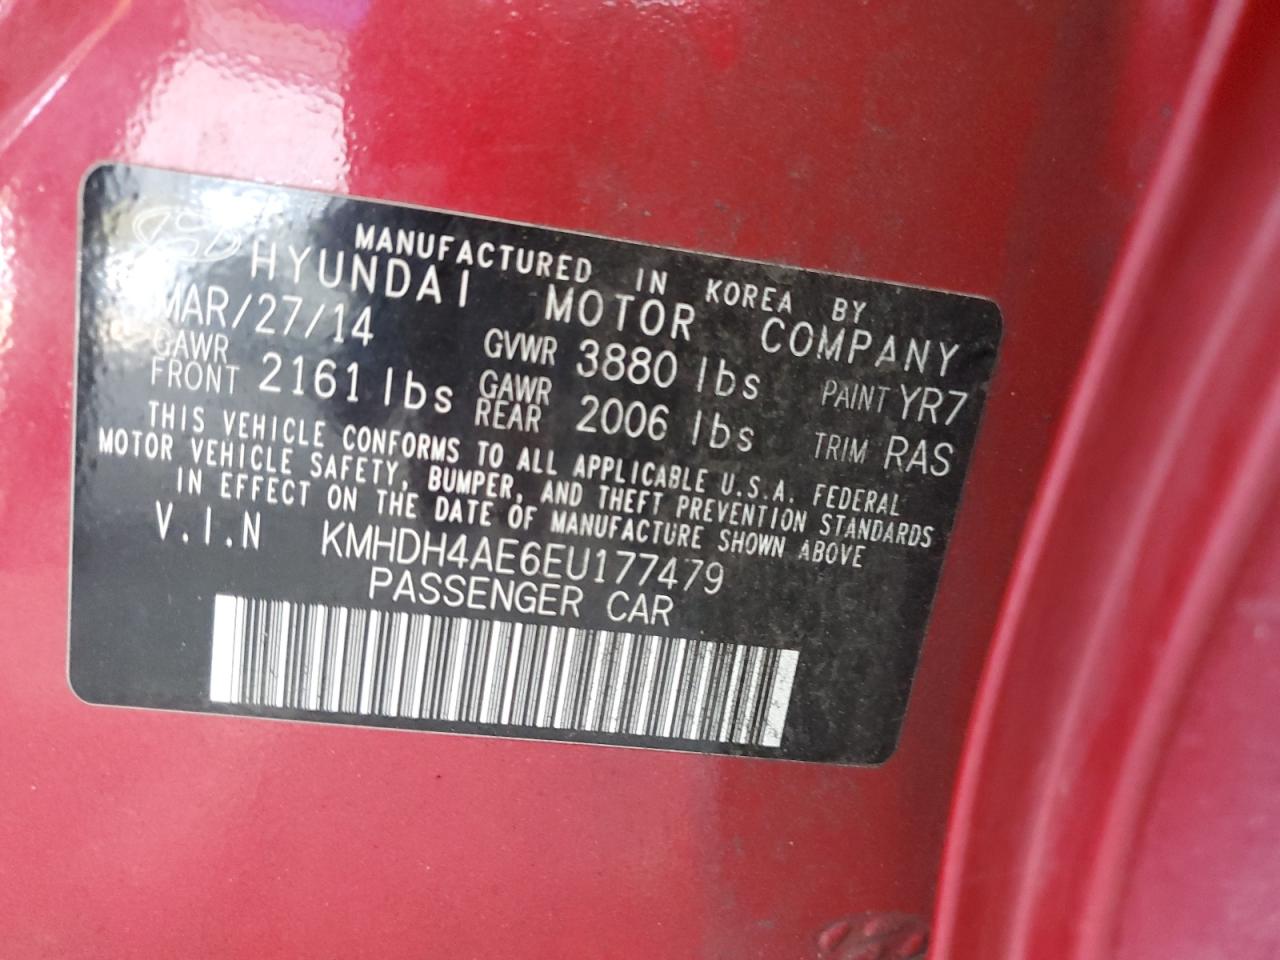 MANUFACTURED IN KOREA BY
HYUNDAI MOTOR COMPANY
MAR/27/14 GVWR 3880 lbs PAINT YR7
GAWR FRONT 2161 lbs GAWR REAR 2006 lbs TRIM RAS
THIS VEHICLE CONFORMS TO ALL APPLICABLE U.S.A. FEDERAL
MOTOR VEHICLE SAFETY, BUMPER, AND THEFT PREVENTION STANDARDS
IN EFFECT ON THE DATE OF MANUFACTURE SHOWN ABOVE
V.I.N KMHDH4AE6EU177479
PASSENGER CAR